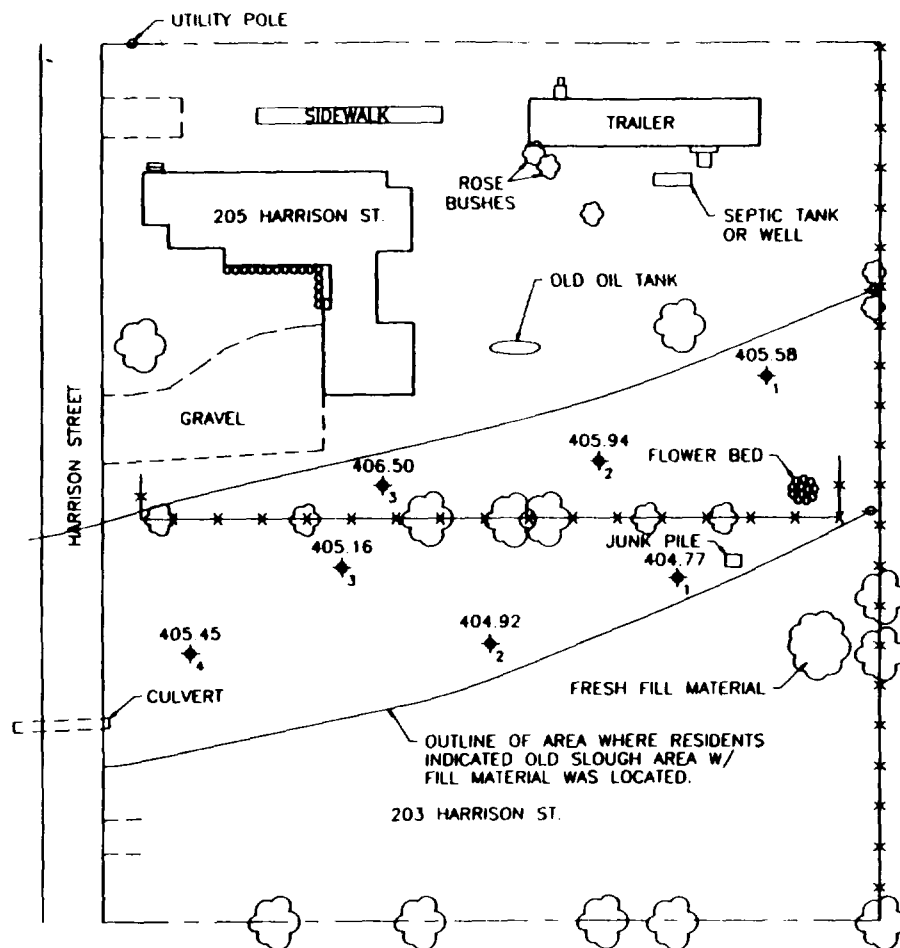 UTILITY POLE
SIDEWALK
TRAILER
ROSE
BUSHES
205 HARRISON ST.
SEPTIC TANK
OR WELL
OLD OIL TANK
HARRISON STREET
405.58
1
GRAVEL
405.94
2
406.50
3
FLOWER BED
JUNK PILE
405.16
3
404.77
1
404.92
2
405.45
4
FRESH FILL MATERIAL
CULVERT
OUTLINE OF AREA WHERE RESIDENTS
INDICATED OLD SLOUGH AREA W/
FILL MATERIAL WAS LOCATED.
203 HARRISON ST.